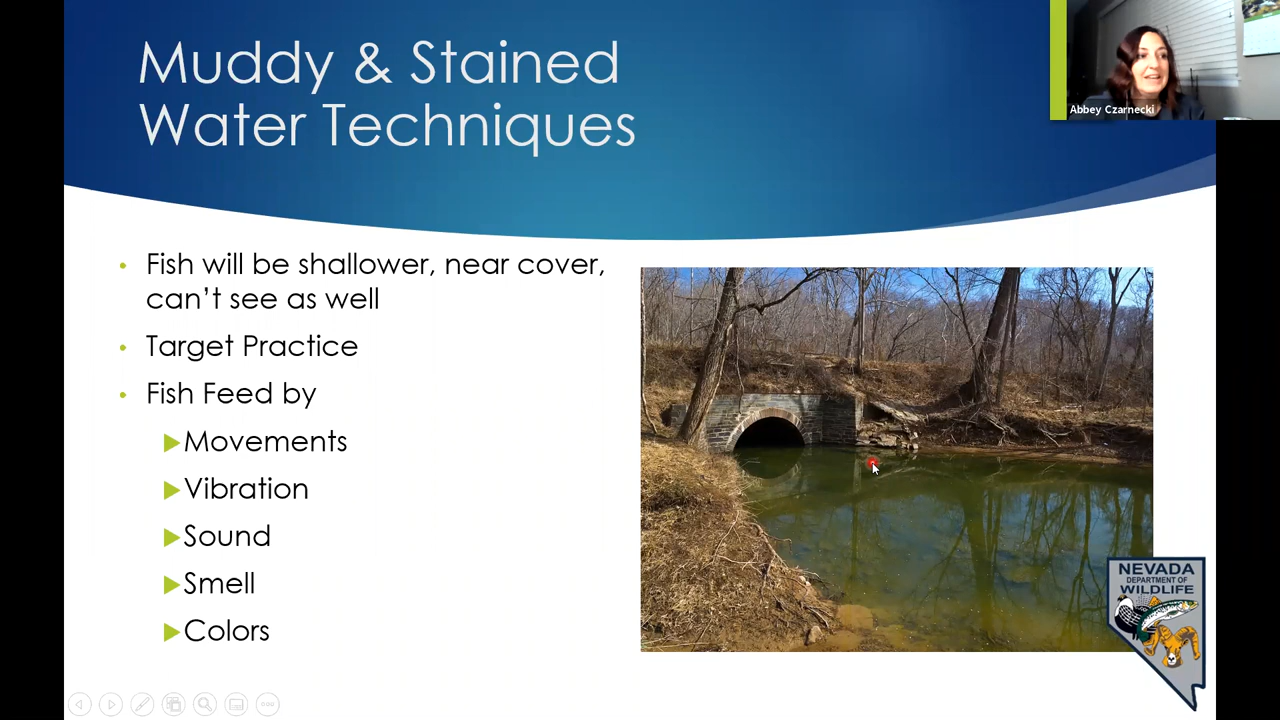 Muddy & Stained
Water Techniques
Abbey Czarnecki
• Fish will be shallower, near cover,
can't see as well
• Target Practice
• Fish Feed by
Movements
Vibration
Sound
Smell
Colors
NEVADA
DEPARTMENT OF
WILDLIFE